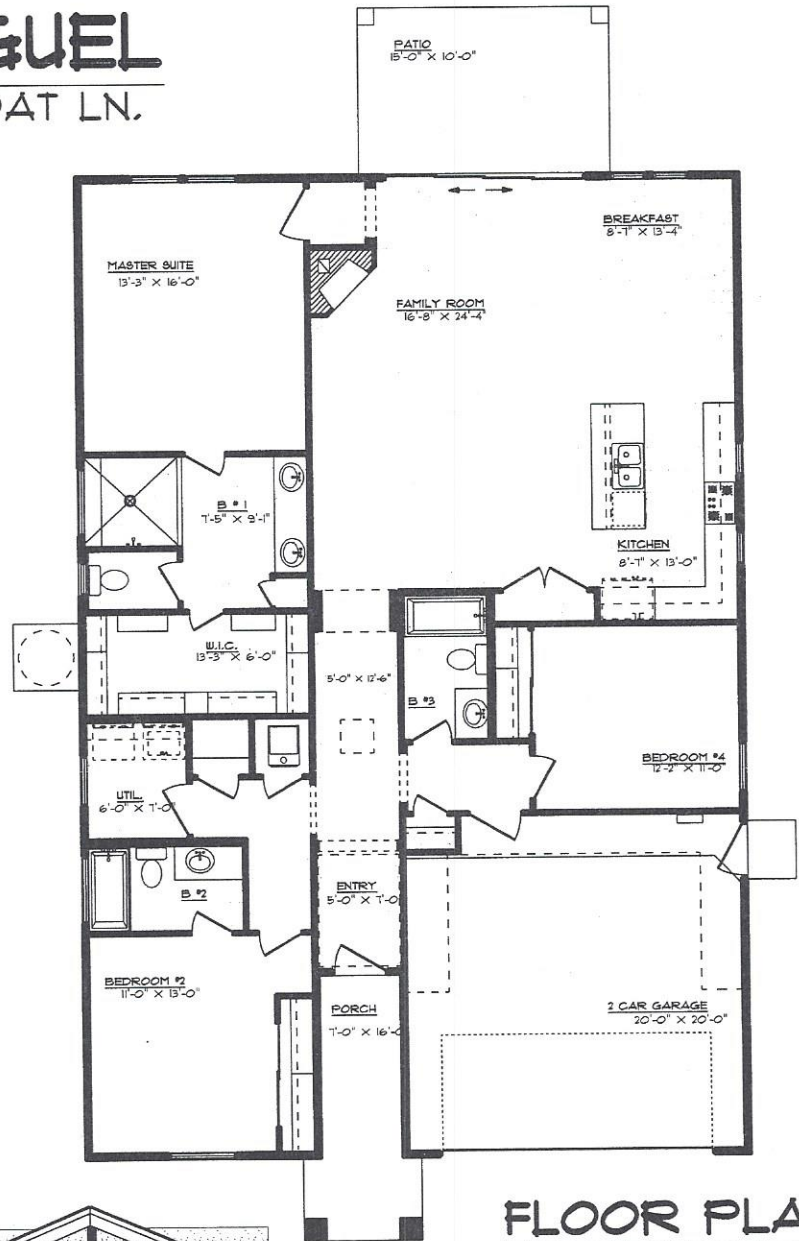 PATIO
15'-0" X 10'-0"
BREAKFAST
8'-7" X 13'-4"
MASTER SUITE
13'-3" X 16'-0"
FAMILY ROOM
16'-8" X 24'-4"
B #1
7'-5" X 9'-1"
KITCHEN
8'-7" X 13'-0"
W.I.C.
13'-3" X 6'-0"
5'-0" X 12'-6"
B #3
BEDROOM #4
12'-2" X 11'-0"
UTIL.
6'-0" X 7'-0"
B #2
ENTRY
5'-0" X 7'-0
BEDROOM #2
11'-0" X 13'-0"
PORCH
7'-0" X 16'-0
2 CAR GARAGE
20'-0" X 20'-0"
GUEL
OAT LN.
FLOOR PLA